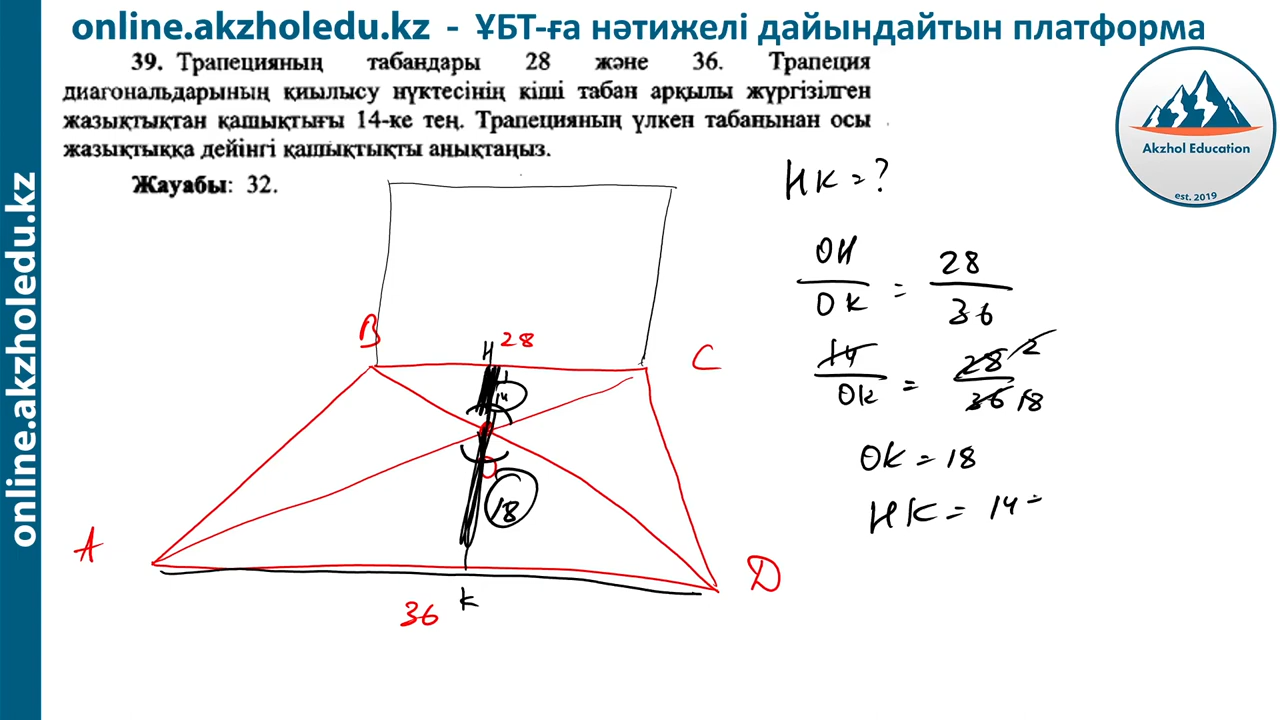 online.akzholedu.kz - ҰБТ-ға нәтижелі дайындайтын платформа
39. Трапецияның табандары 28 және 36. Трапеция
диагональдарының қиылысу нүктесінің кіші табан арқылы жүргізілген
жазықтықтан қашықтығы 14-ке тең. Трапецияның үлкен табанынан осы
жазықтыққа дейінгі қашықтықты анықтаңыз.
Жауабы: 32.
Akzhol Education
est. 2019
online.akzholedu.kz
HK = ?
OH
OK
=
28
36
14
OK
=
28 2
36 18
OK = 18
HK = 14 +
B
H
28
C
14
O
18
A
D
36
K